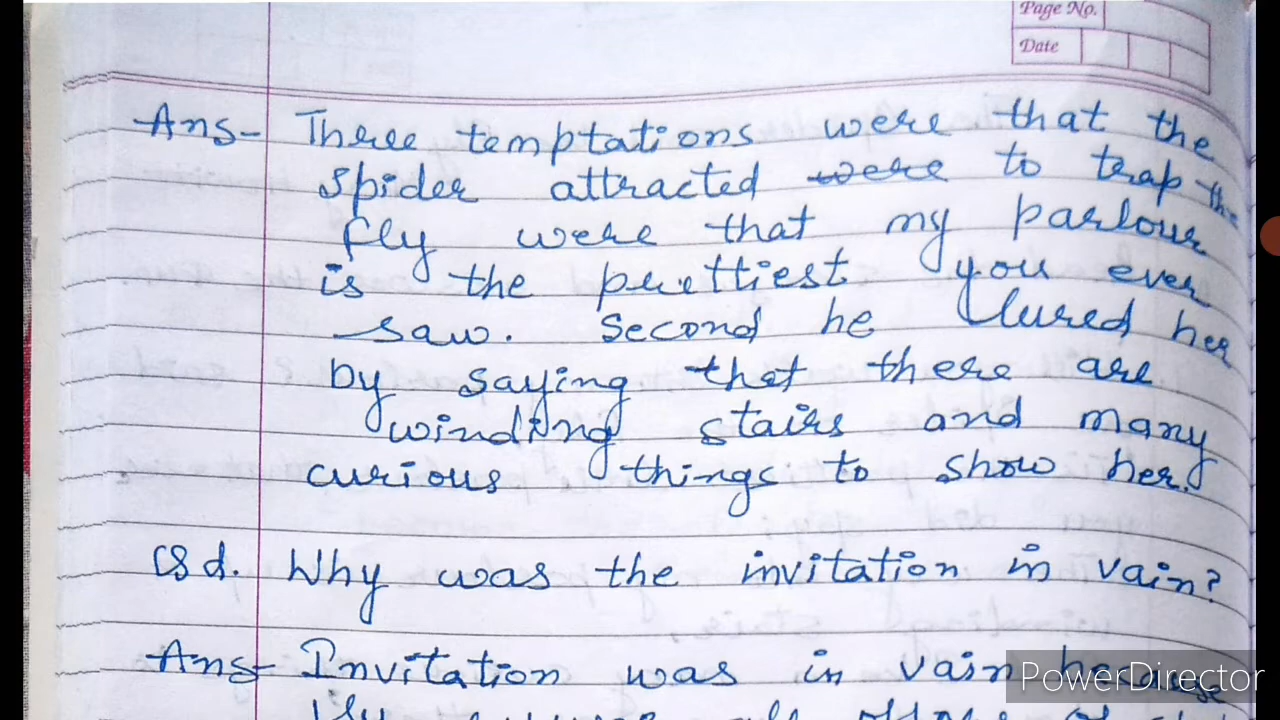 Page No.
Date
Ans- Three temptations were that the
spider attracted were to trap the
fly were that my parlour
is the prettiest you ever
saw. Second he lured her
by saying that there are
winding stairs and many
curious things to show her.
Q d. Why was the invitation in vain?
Ans- Invitation was in vain because
PowerDirector